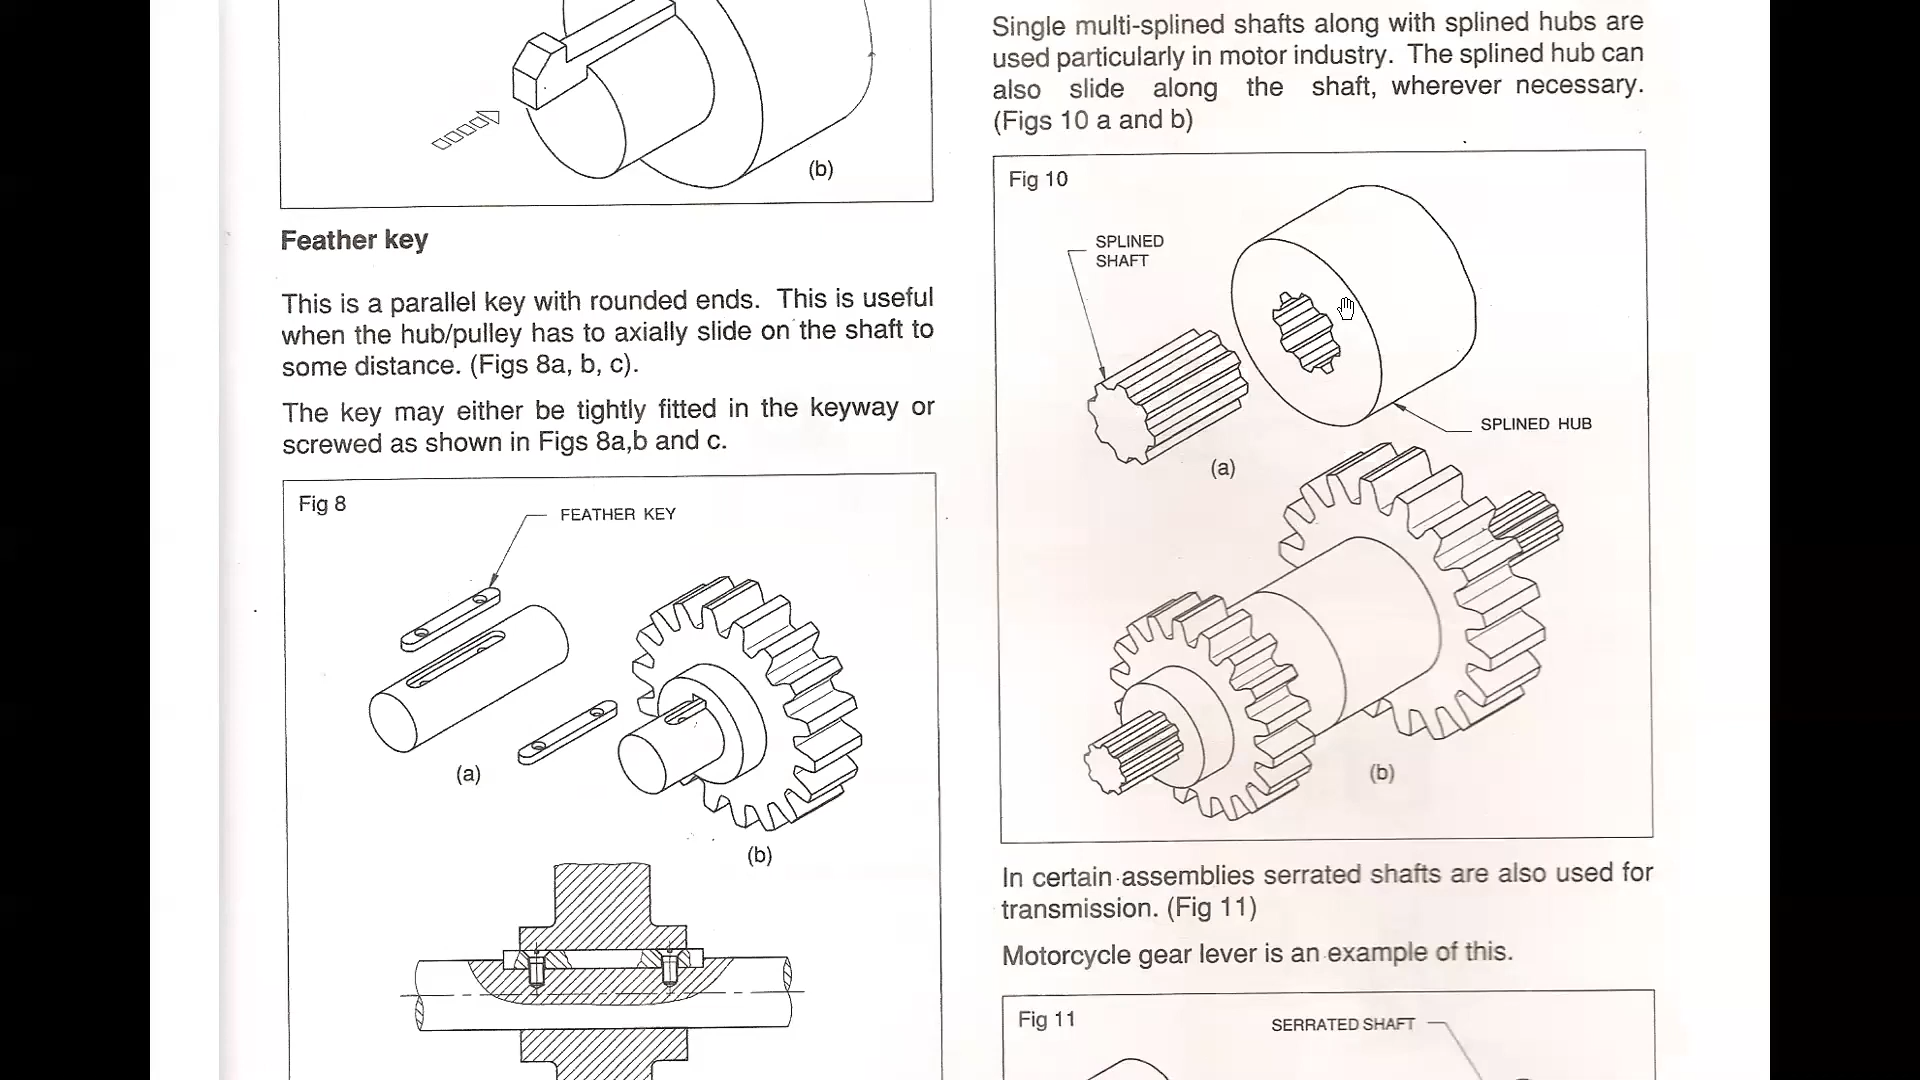 (b)
Feather key
This is a parallel key with rounded ends. This is useful
when the hub/pulley has to axially slide on the shaft to
some distance. (Figs 8a, b, c).
The key may either be tightly fitted in the keyway or
screwed as shown in Figs 8a,b and c.
Fig 8
FEATHER KEY
(a)
(b)
Single multi-splined shafts along with splined hubs are
used particularly in motor industry. The splined hub can
also slide along the shaft, wherever necessary.
(Figs 10 a and b)
Fig 10
SPLINED
SHAFT
SPLINED HUB
(a)
(b)
In certain assemblies serrated shafts are also used for
transmission. (Fig 11)
Motorcycle gear lever is an example of this.
Fig 11
SERRATED SHAFT